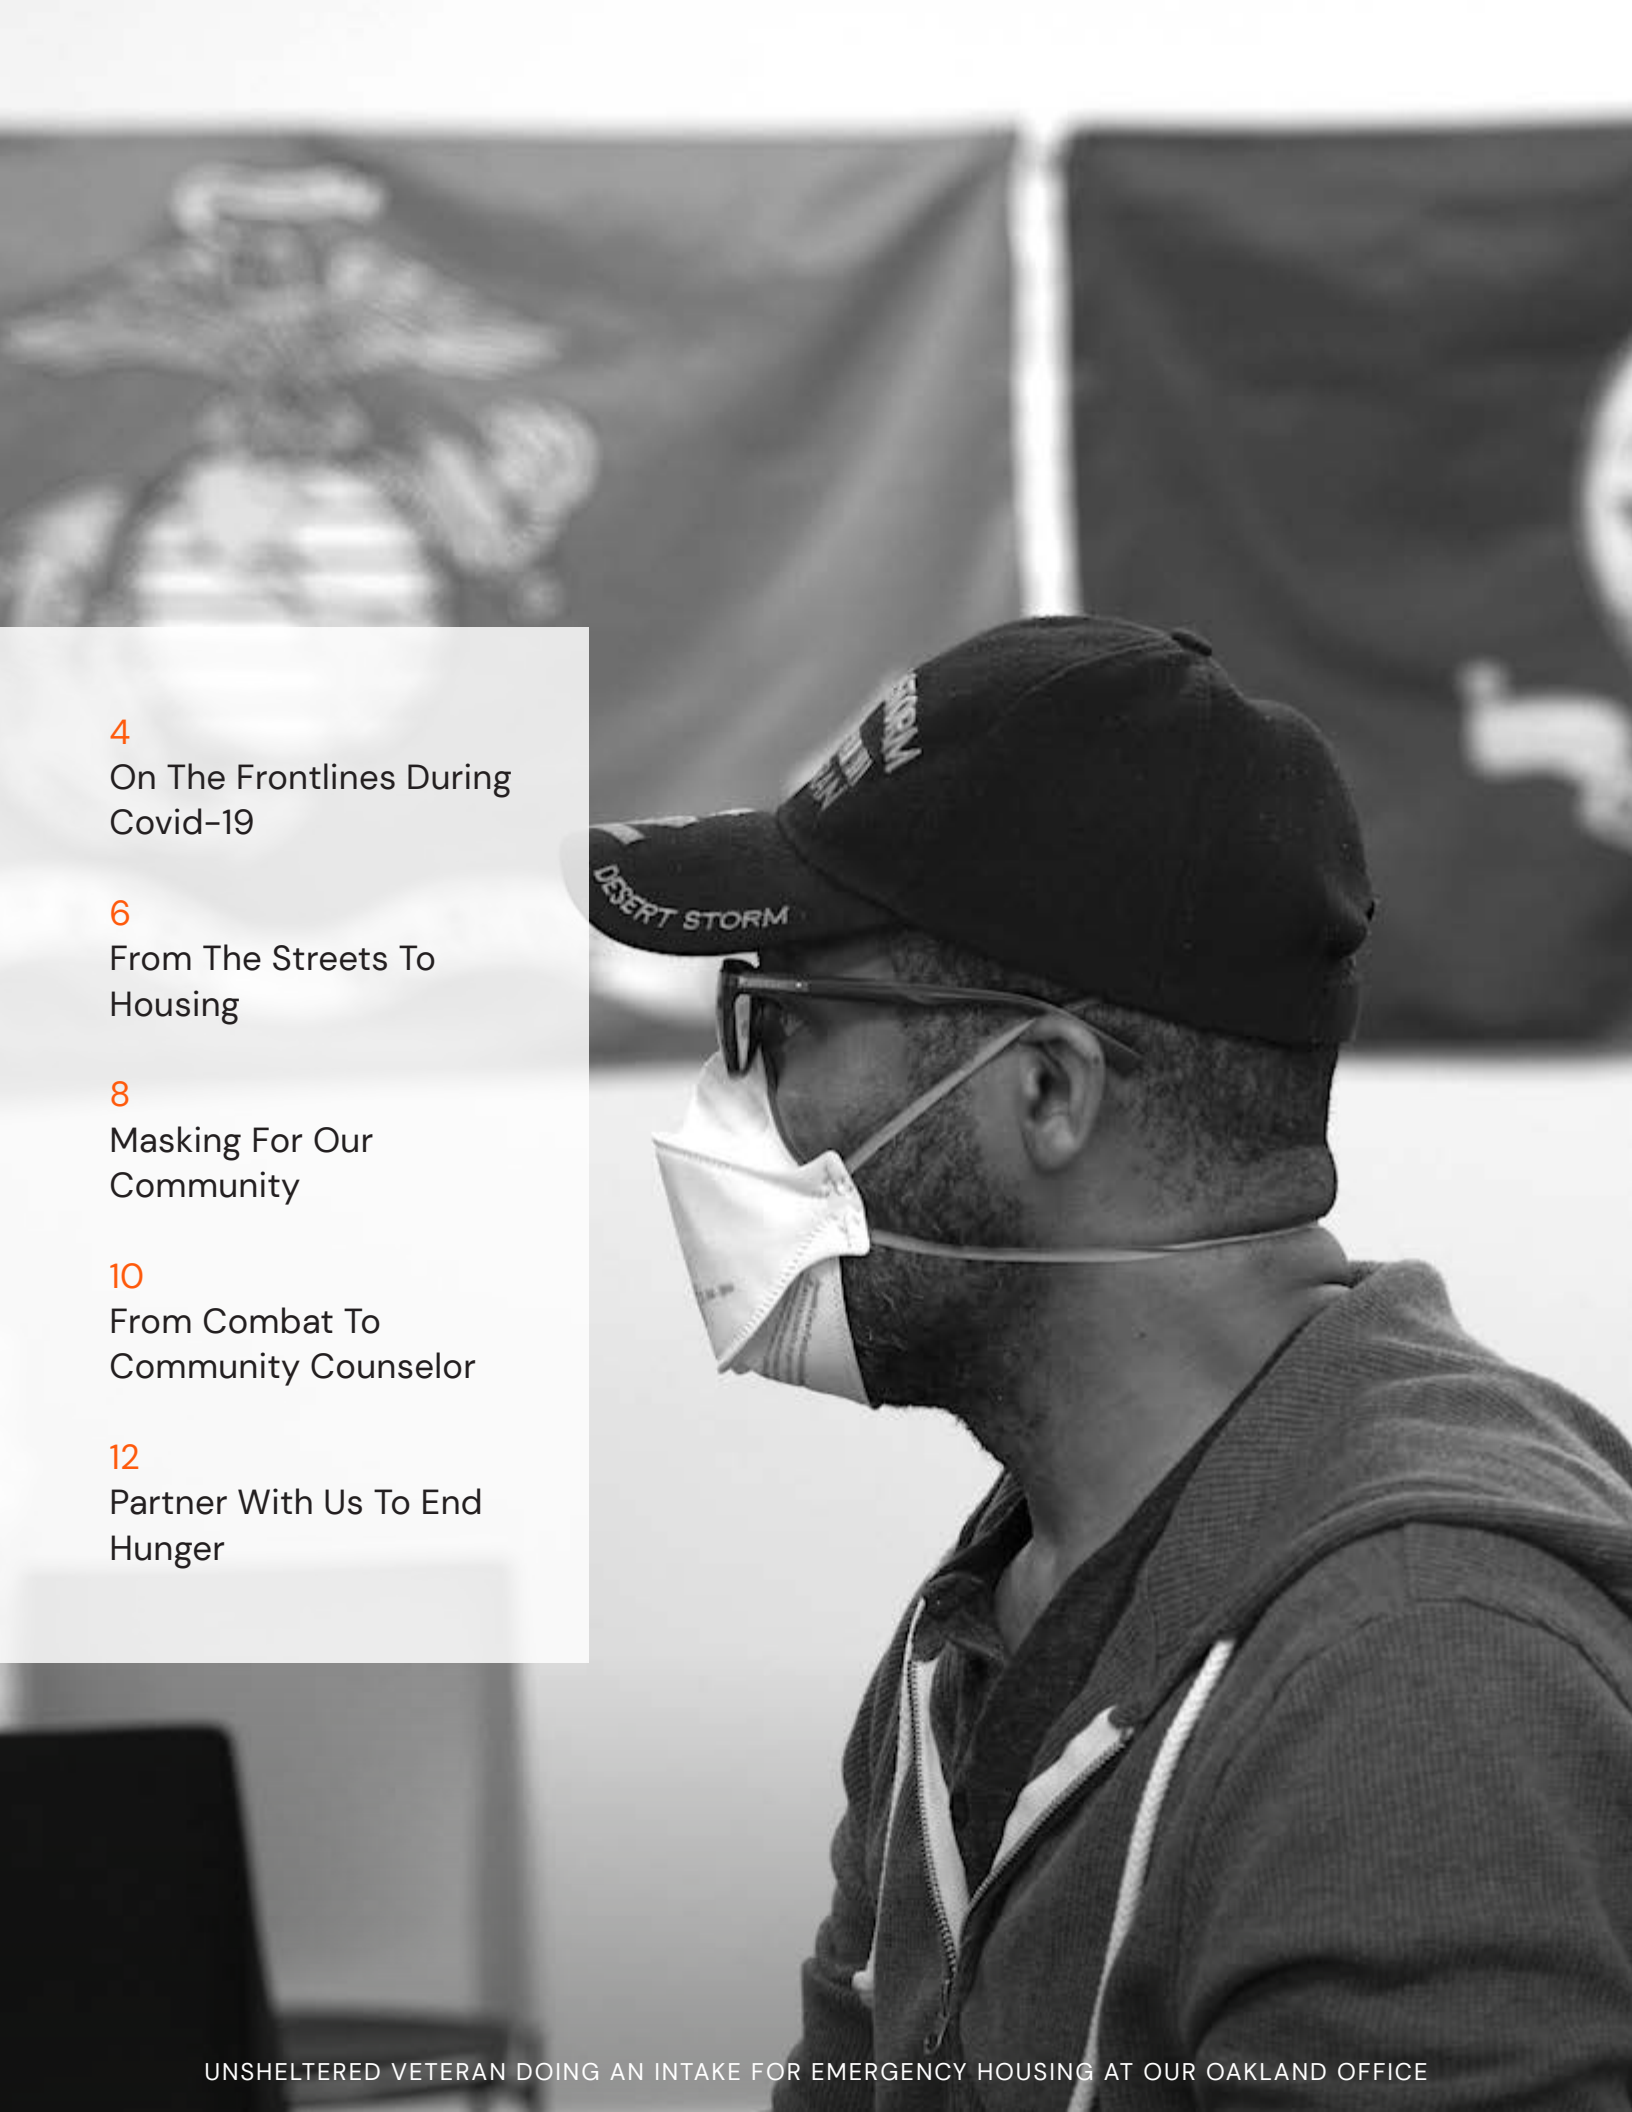 4
On The Frontlines During
Covid-19
6
From The Streets To
Housing
8
Masking For Our
Community
10
From Combat To
Community Counselor
12
Partner With Us To End
Hunger
STORM
DESERT STORM
UNSHELTERED VETERAN DOING AN INTAKE FOR EMERGENCY HOUSING AT OUR OAKLAND OFFICE